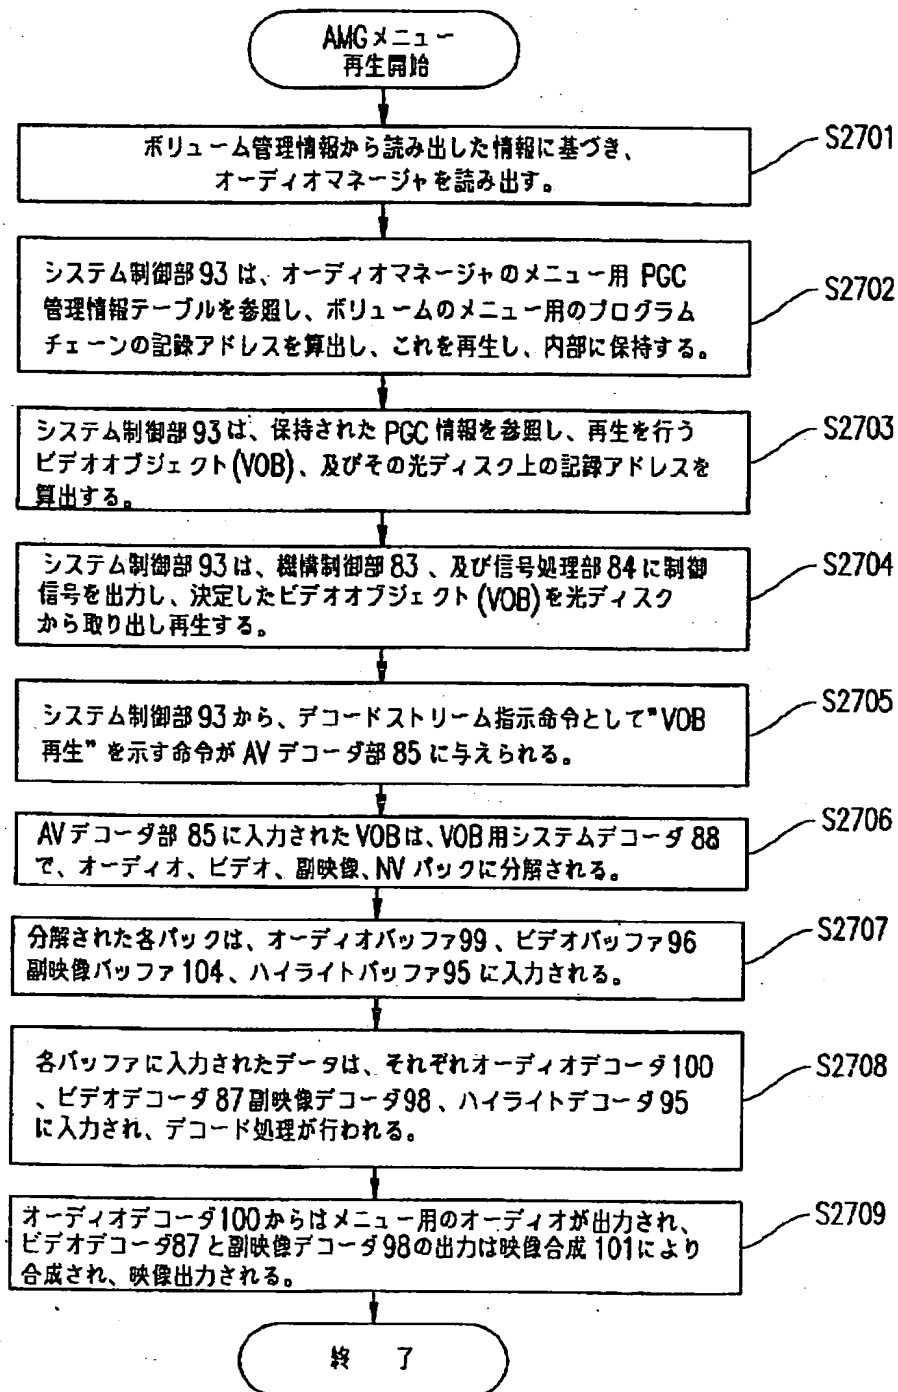 AMGメニュー
再生開始
ボリューム管理情報から読み出した情報に基づき、
オーディオマネージャを読み出す。
S2701
システム制御部93は、オーディオマネージャのメニュー用 PGC
管理情報テーブルを参照し、ボリュームのメニュー用のプログラム
チェーンの記録アドレスを算出し、これを再生し、内部に保持する。
S2702
システム制御部93は、保持されたPGC情報を参照し、再生を行う
ビデオオブジェクト(VOB)、及びその光ディスク上の記録アドレスを
算出する。
S2703
システム制御部93は、機構制御部83、及び信号処理部84に制御
信号を出力し、決定したビデオオブジェクト(VOB)を光ディスク
から取り出し再生する。
S2704
システム制御部93から、デコードストリーム指示命令として"VOB
再生"を示す命令が AVデコーダ部85に与えられる。
S2705
AVデコーダ部 85に入力されたVOBは、VOB用システムデコーダ 88
で、オーディオ、ビデオ、副映像、NVパックに分解される。
S2706
分解された各パックは、オーディオバッファ99、ビデオバッファ96
副映像バッファ104、ハイライトバッファ95に入力される。
S2707
各バッファに入力されたデータは、それぞれオーディオデコーダ100
、ビデオデコーダ87副映像デコーダ98、ハイライトデコーダ95
に入力され、デコード処理が行われる。
S2708
オーディオデコーダ100からはメニュー用のオーディオが出力され、
ビデオデコーダ87と副映像デコーダ98の出力は映像合成101により
合成され、映像出力される。
S2709
終 了